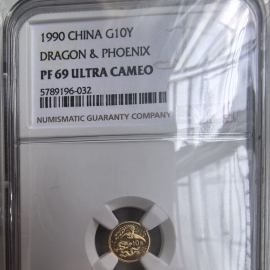 1990 CHINA G10Y
DRAGON & PHOENIX
PF 69 ULTRA CAMEO
5789196-032
NUMISMATIC GUARANTY COMPANY